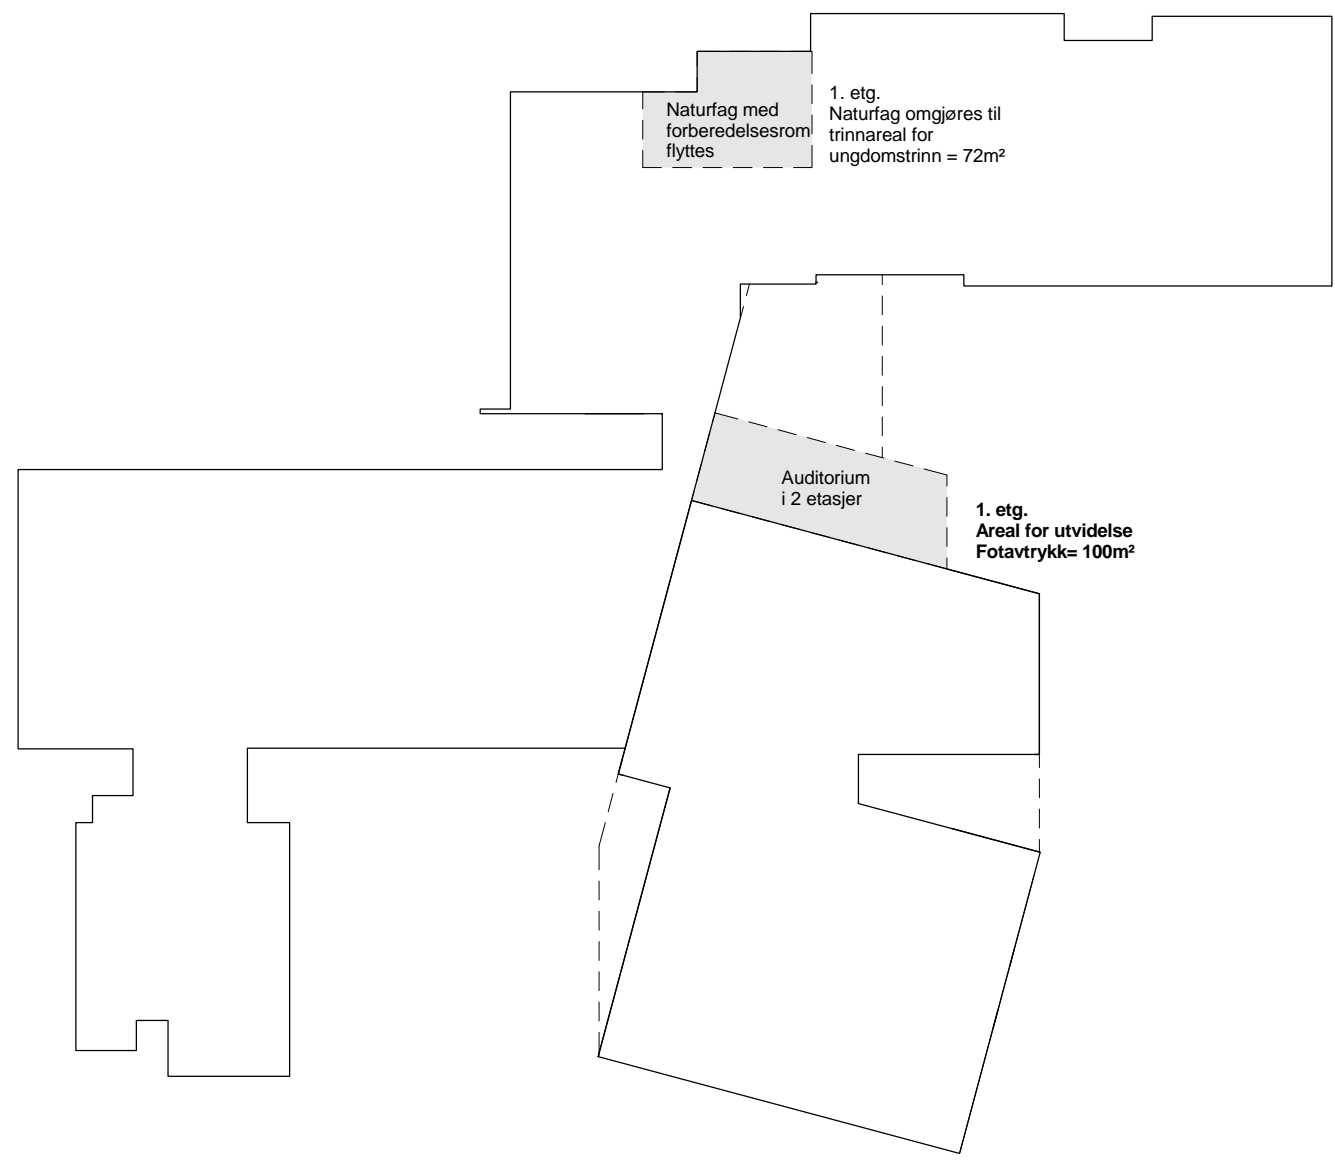 Naturfag med
forberedelsesrom
flyttes
1. etg.
Naturfag omgjøres til
trinnareal for
ungdomstrinn = 72m²
Auditorium
i 2 etasjer
1. etg.
Areal for utvidelse
Fotavtrykk= 100m²